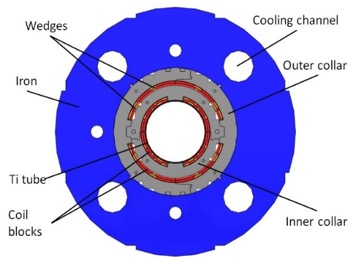 Wedges
Cooling channel
Iron
Outer collar
Ti tube
Coil
blocks
Inner collar